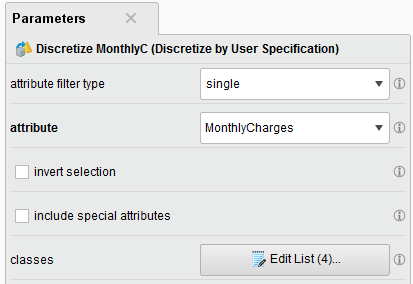 Parameters
Discretize MonthlyC (Discretize by User Specification)
attribute filter type single
attribute MonthlyCharges
invert selection
include special attributes
classes Edit List (4)...